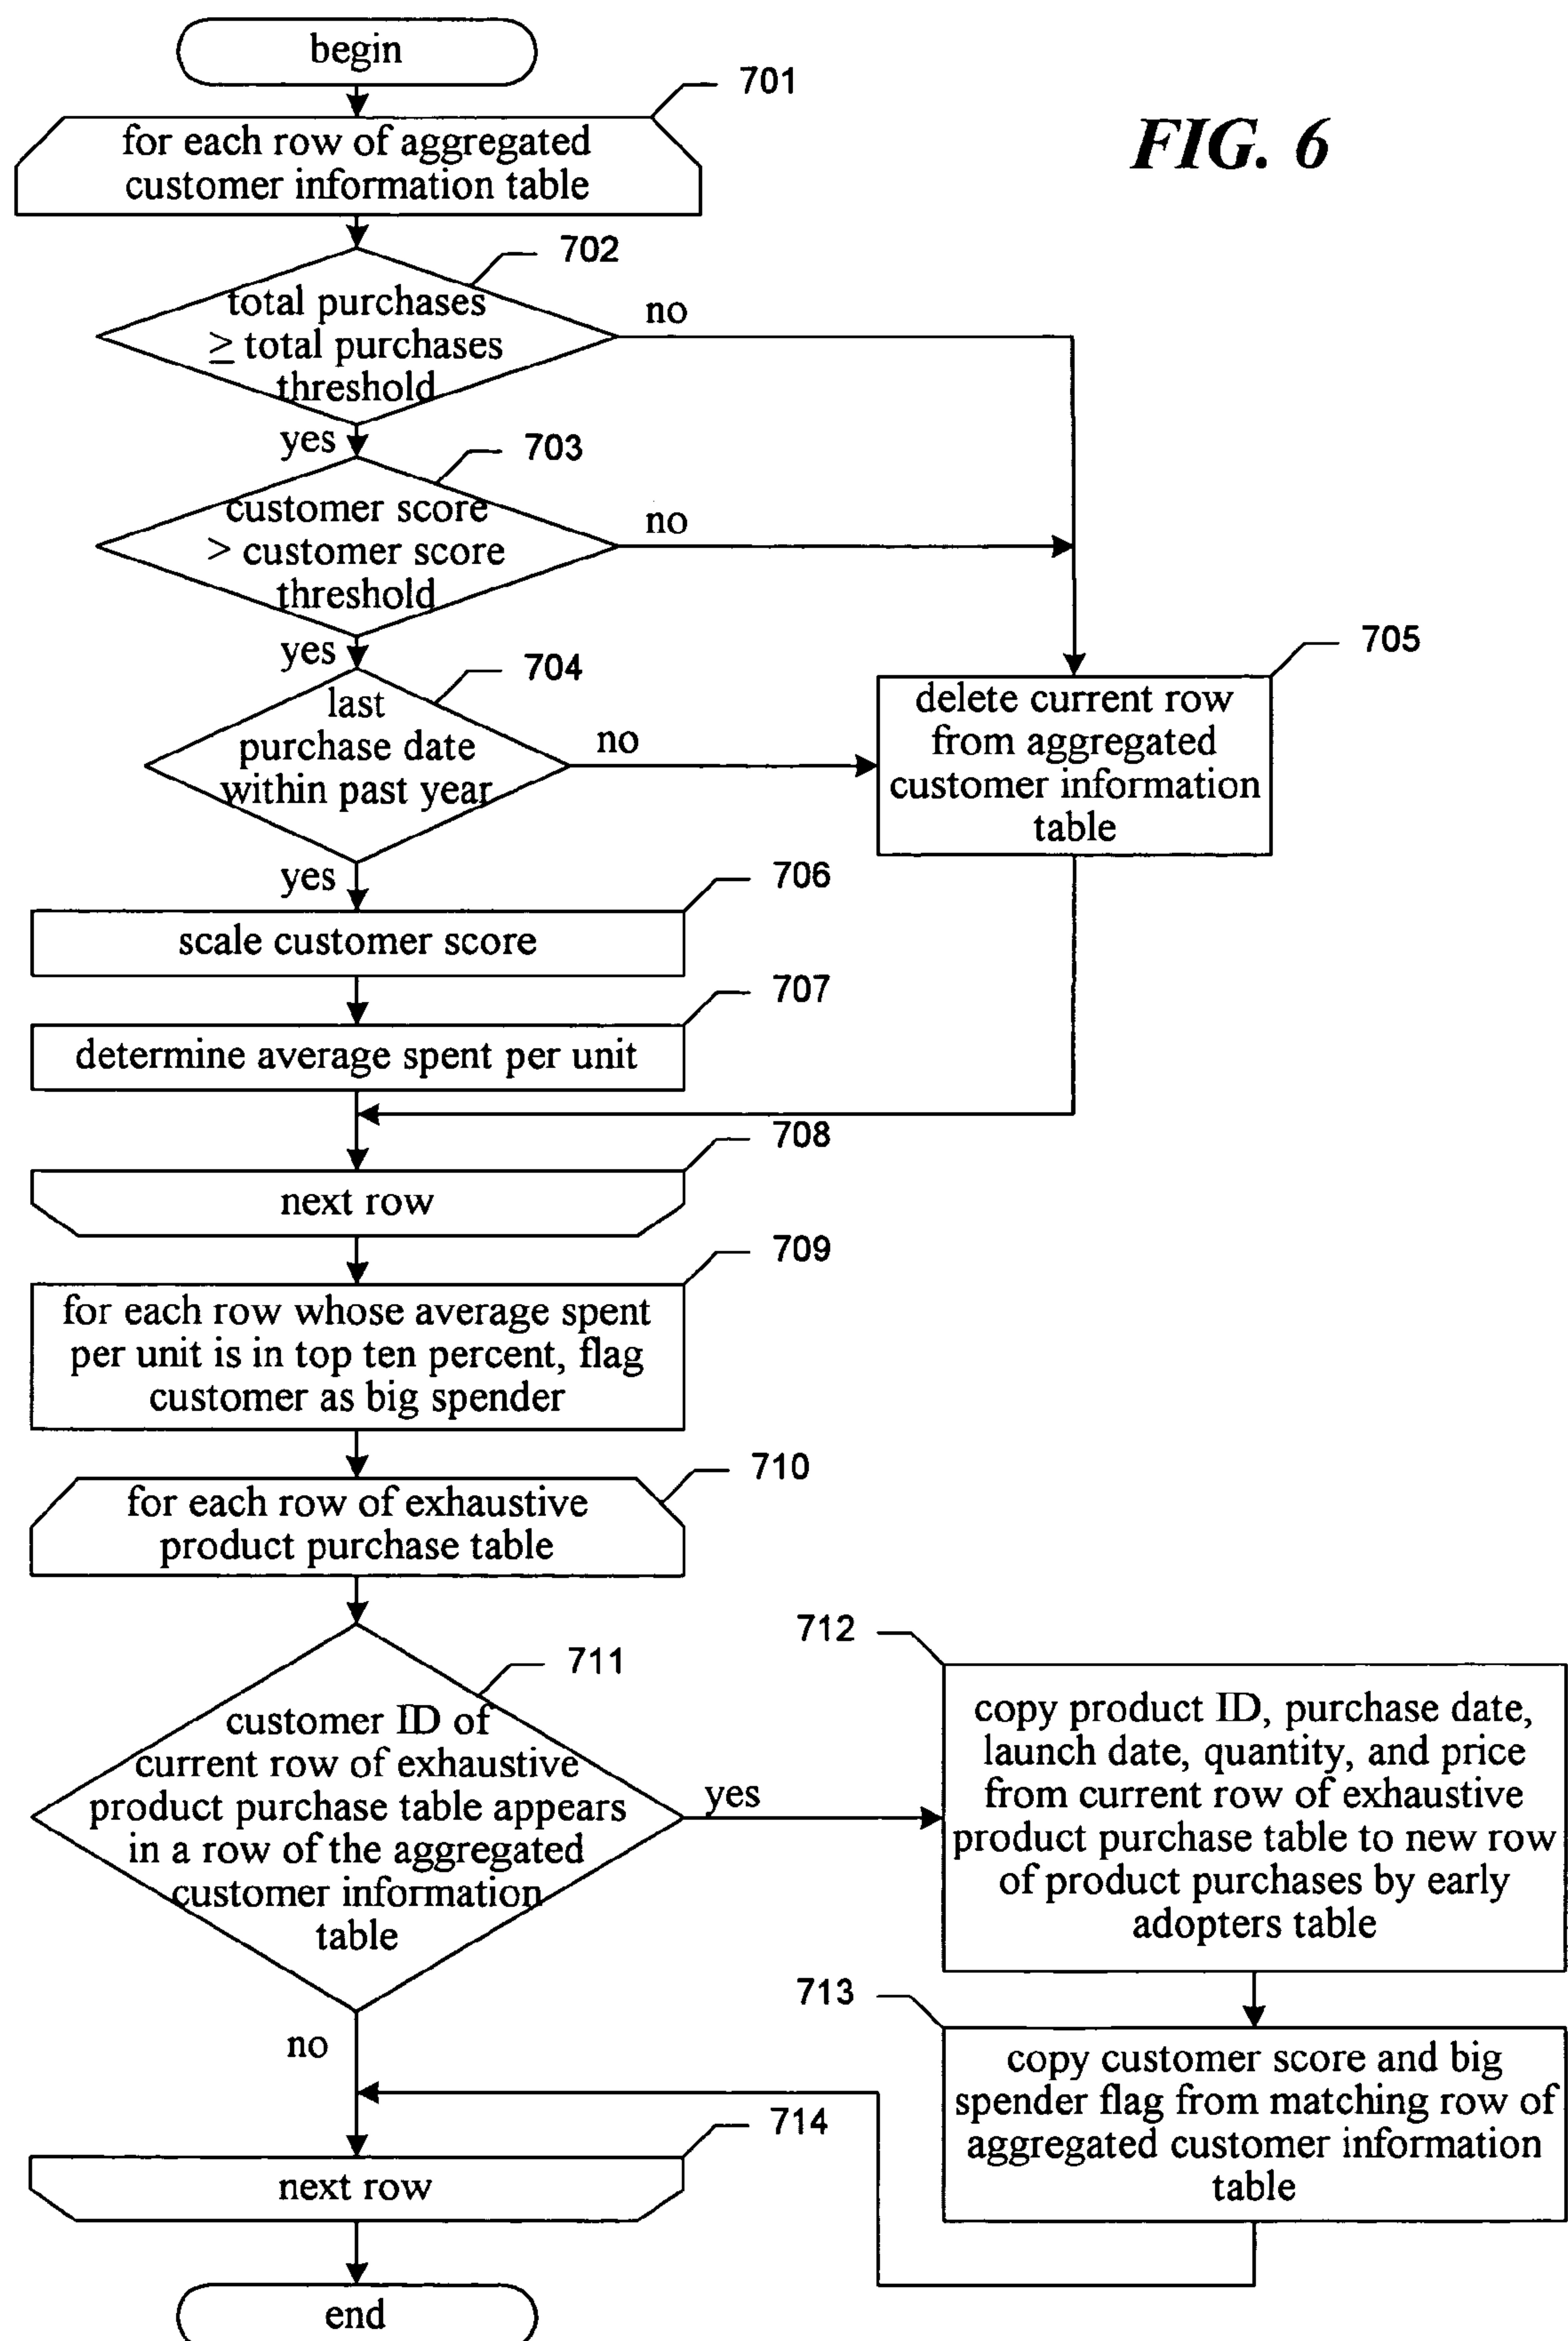 begin
701
FIG. 6
for each row of aggregated
customer information table
702
total purchases
≥ total purchases
threshold
no
yes
703
customer score
> customer score
threshold
no
yes
704
last
purchase date
within past year
no
705
delete current row
from aggregated
customer information
table
yes
706
scale customer score
707
determine average spent per unit
708
next row
709
for each row whose average spent
per unit is in top ten percent, flag
customer as big spender
710
for each row of exhaustive
product purchase table
711
customer ID of
current row of exhaustive
product purchase table appears
in a row of the aggregated
customer information
table
yes
712
copy product ID, purchase date,
launch date, quantity, and price
from current row of exhaustive
product purchase table to new row
of product purchases by early
adopters table
no
713
copy customer score and big
spender flag from matching row of
aggregated customer information
table
714
next row
end